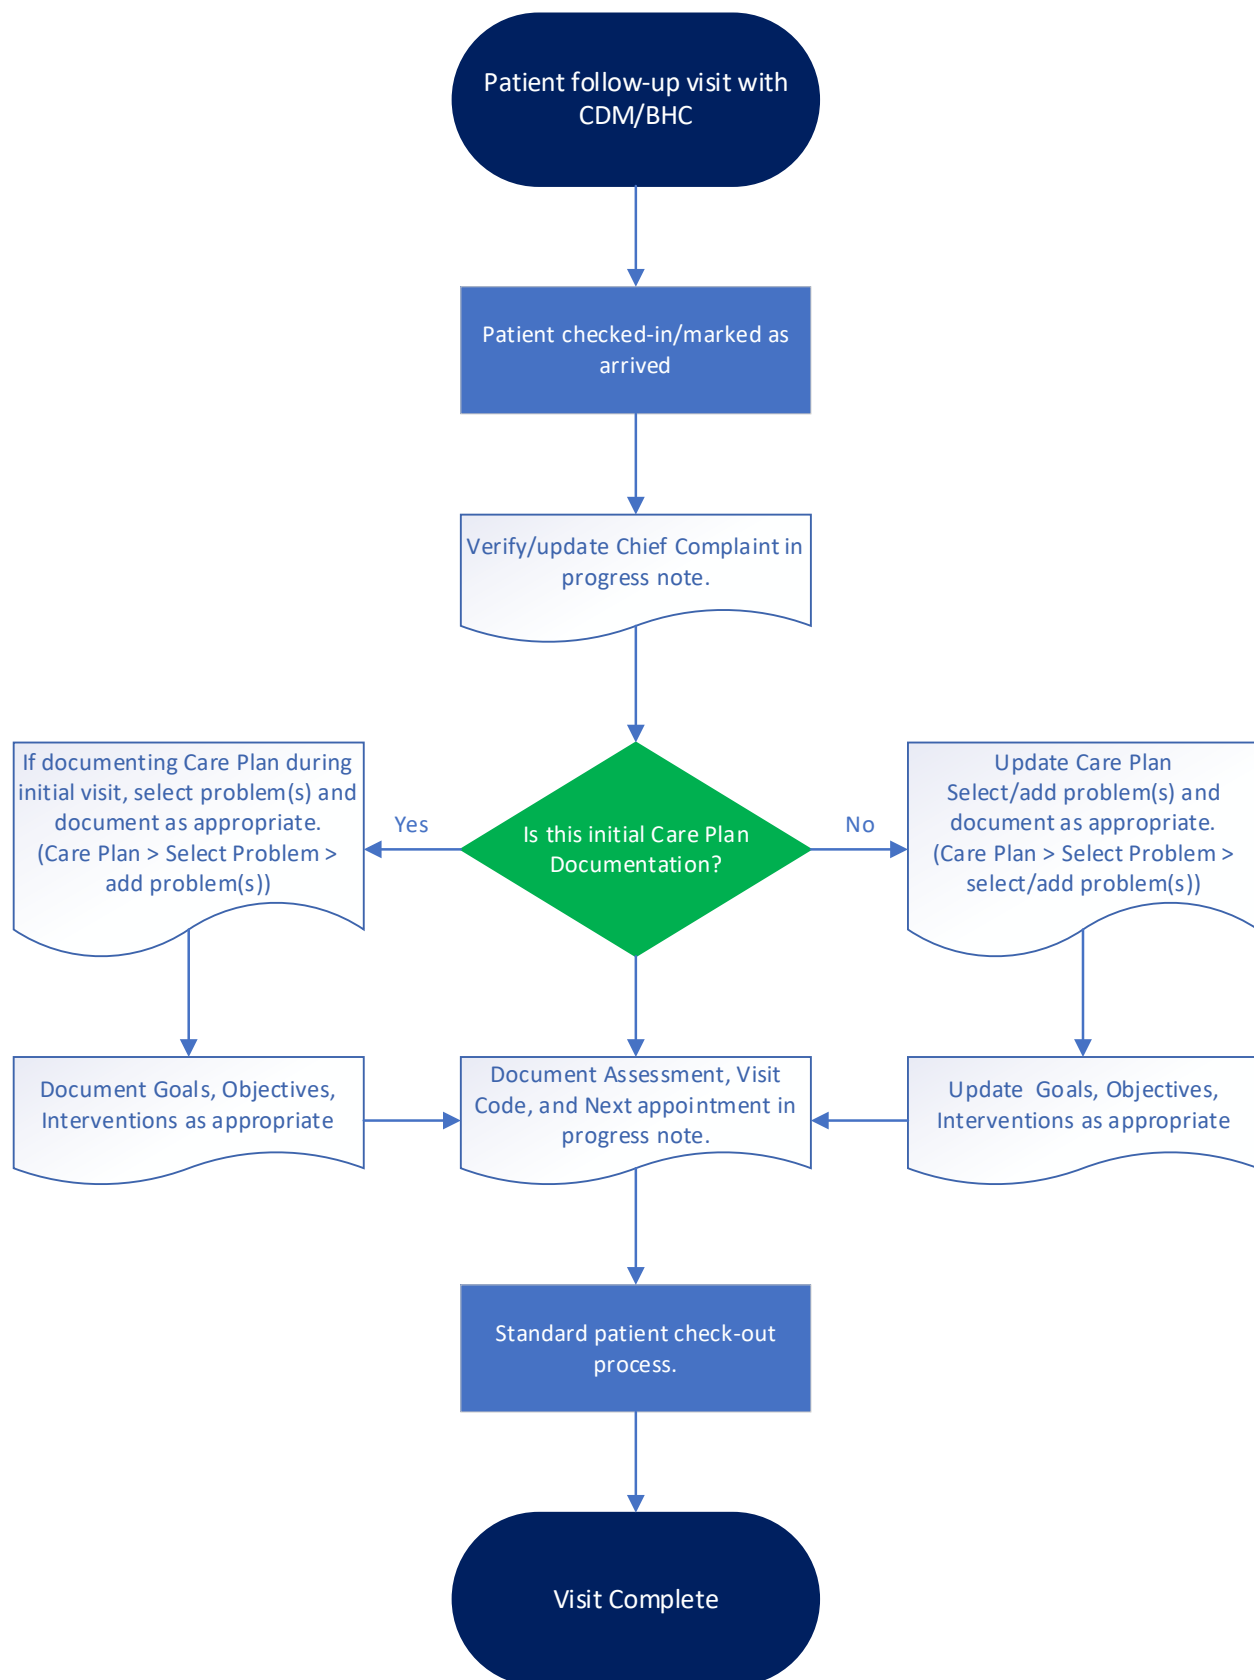 Patient follow-up visit with
CDM/BHC
Patient checked-in/marked as
arrived
Verify/update Chief Complaint in
progress note.
If documenting Care Plan during
initial visit, select problem(s) and
document as appropriate.
(Care Plan > Select Problem >
add problem(s))
Yes
Is this initial Care Plan
Documentation?
No
Update Care Plan
Select/add problem(s) and
document as appropriate.
(Care Plan > Select Problem >
select/add problem(s))
Document Goals, Objectives,
Interventions as appropriate
Document Assessment, Visit
Code, and Next appointment in
progress note.
Update  Goals, Objectives,
Interventions as appropriate
Standard patient check-out
process.
Visit Complete